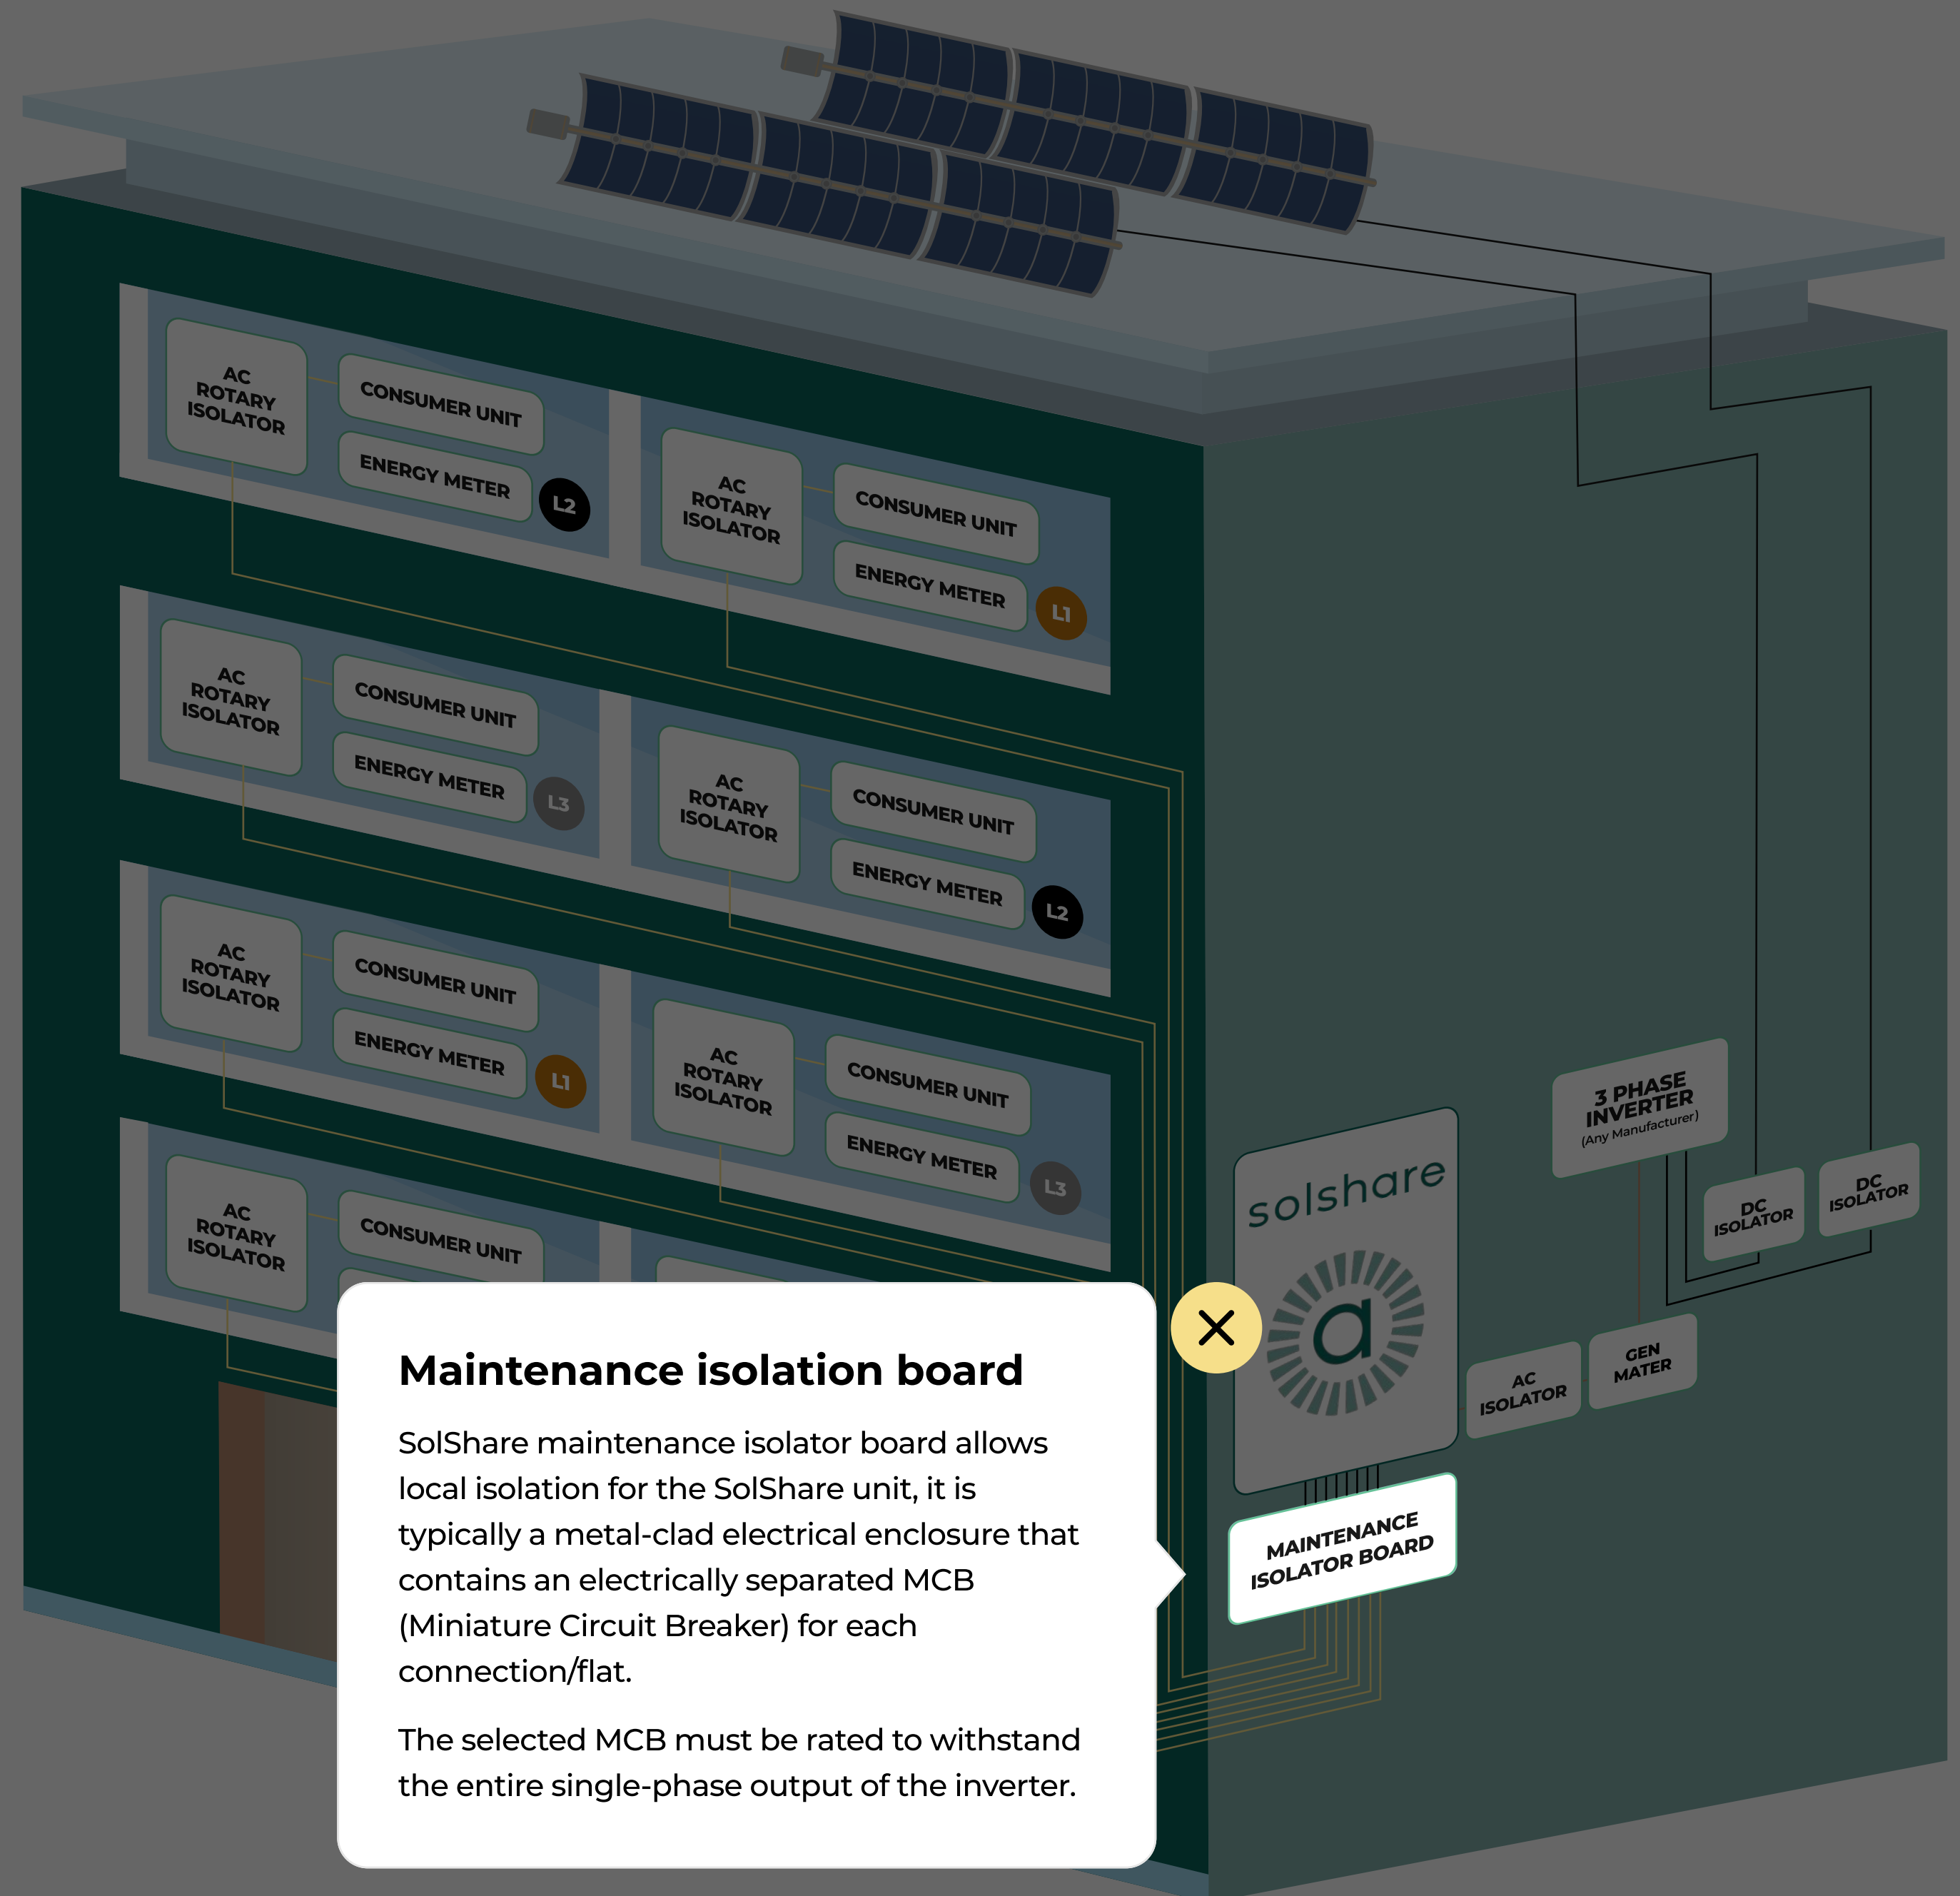 AC
ROTARY
ISOLATOR
CONSUMER UNIT
ENERGY METER
L2
AC
ROTARY
ISOLATOR
CONSUMER UNIT
ENERGY METER
L1
AC
ROTARY
ISOLATOR
CONSUMER UNIT
ENERGY METER
L3
AC
ROTARY
ISOLATOR
CONSUMER UNIT
ENERGY METER
L2
AC
ROTARY
ISOLATOR
CONSUMER UNIT
ENERGY METER
L1
AC
ROTARY
ISOLATOR
CONSUMER UNIT
ENERGY METER
L3
AC
ROTARY
ISOLATOR
CONSUMER UNIT
3 PHASE
INVERTER
(Any Manufacturer)
DC
ISOLATOR
DC
ISOLATOR
solshare
a
AC
ISOLATOR
GEN
MATER
MAINTENANCE
ISOLATOR BOARD
Maintenance isolation board
SolShare maintenance isolator board allows
local isolation for the SolShare unit, it is
typically a metal-clad electrical enclosure that
contains an electrically separated MCB
(Miniature Circuit Breaker) for each
connection/flat.
The selected MCB must be rated to withstand
the entire single-phase output of the inverter.